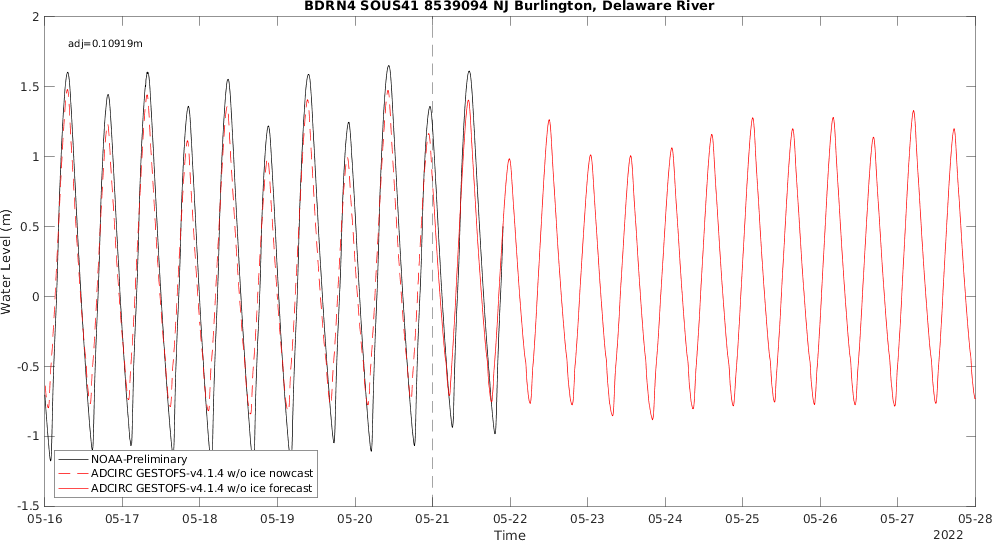 BDRN4 SOUS41 8539094 NJ Burlington, Delaware River
adj=0.10919m
2
1.5
1
0.5
0
-0.5
-1
-1.5
Water Level (m)
NOAA-Preliminary
ADCIRC GESTOFS-v4.1.4 w/o ice nowcast
ADCIRC GESTOFS-v4.1.4 w/o ice forecast
05-16 05-17 05-18 05-19 05-20 05-21 05-22 05-23 05-24 05-25 05-26 05-27 05-28
Time
2022